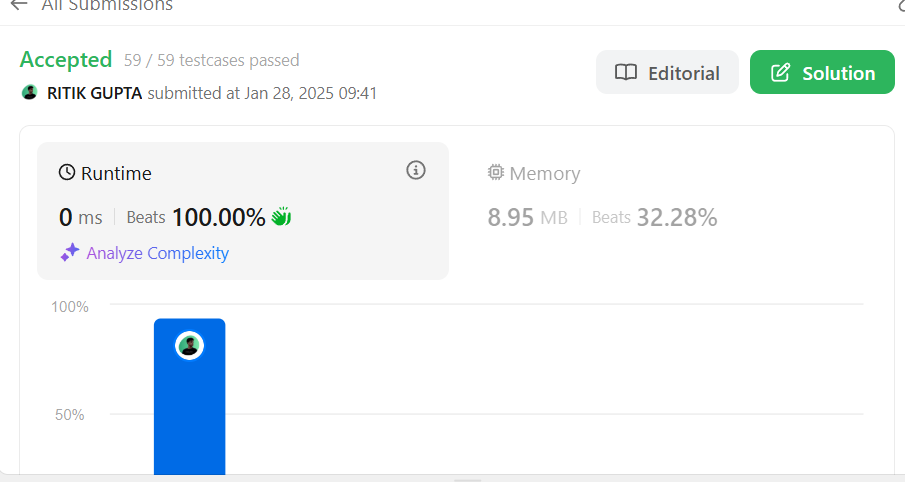 All Submissions
Accepted 59 / 59 testcases passed
RITIK GUPTA submitted at Jan 28, 2025 09:41
Editorial
Solution
Runtime
0 ms Beats 100.00%
Analyze Complexity
Memory
8.95 MB Beats 32.28%
100%
50%